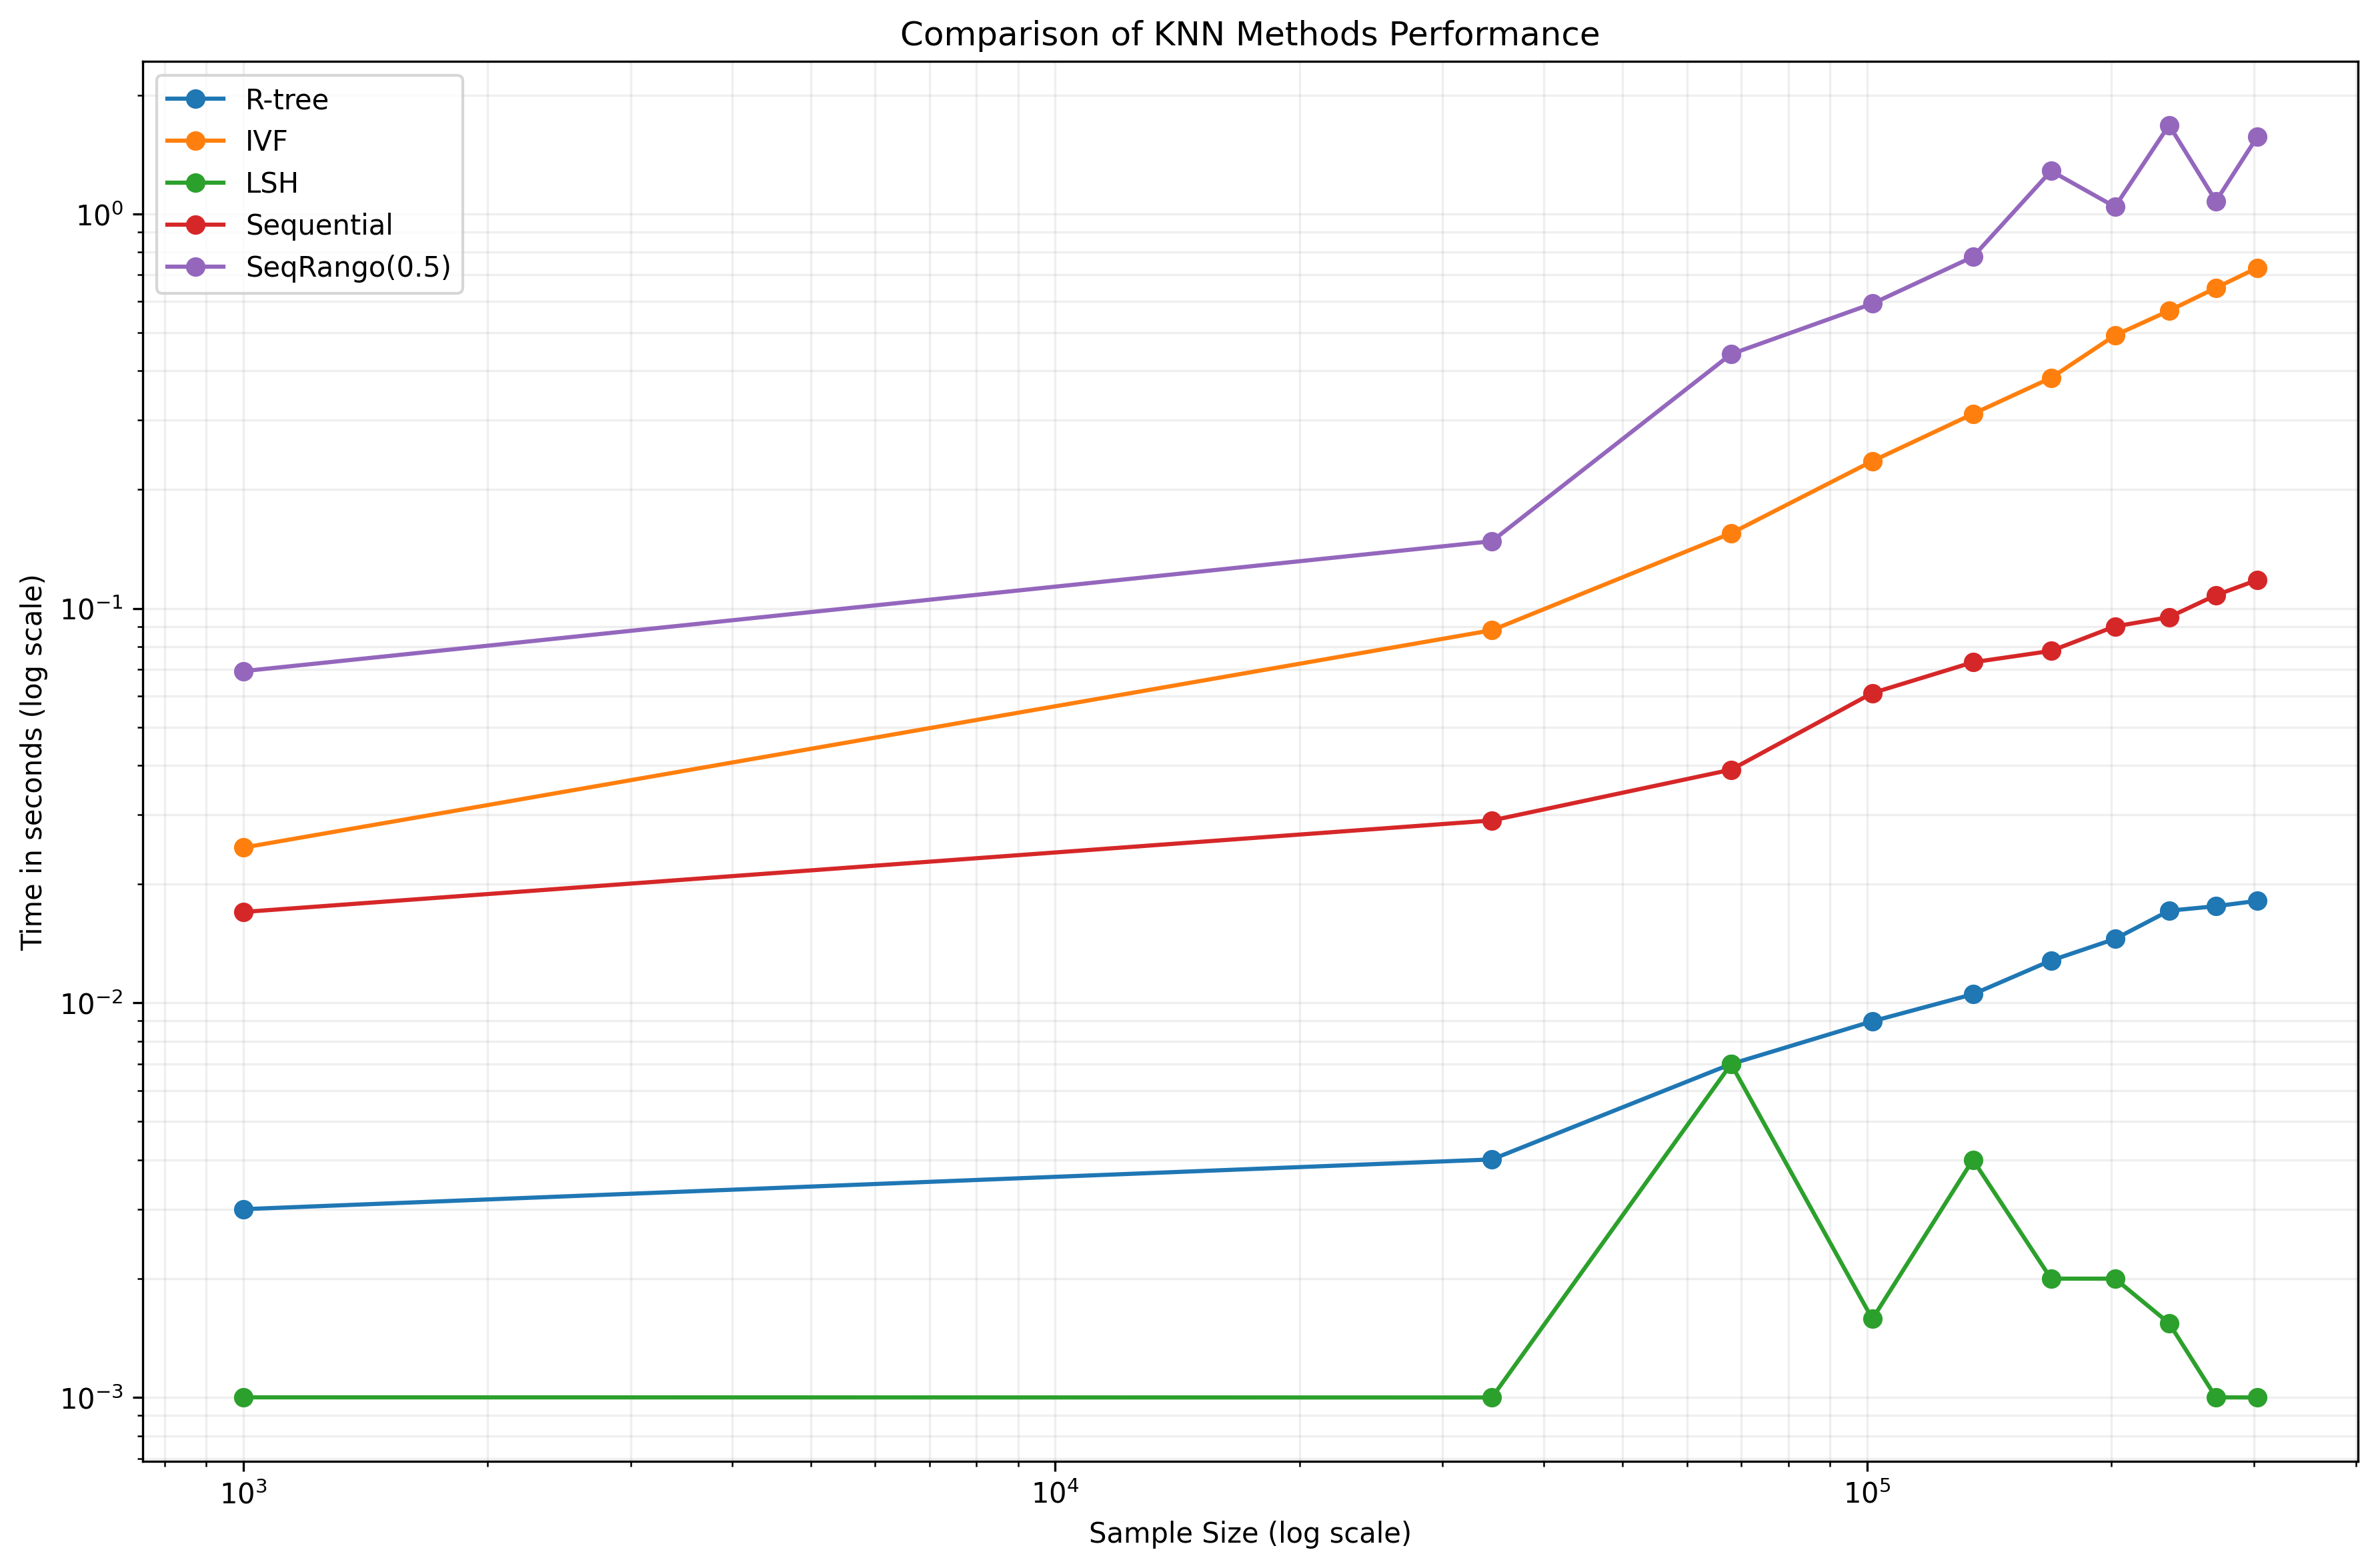 Comparison of KNN Methods Performance
R-tree
IVF
LSH
Sequential
SeqRango(0.5)
Time in seconds (log scale)
10⁰
10⁻¹
10⁻²
10⁻³
10³ 10⁴ 10⁵
Sample Size (log scale)